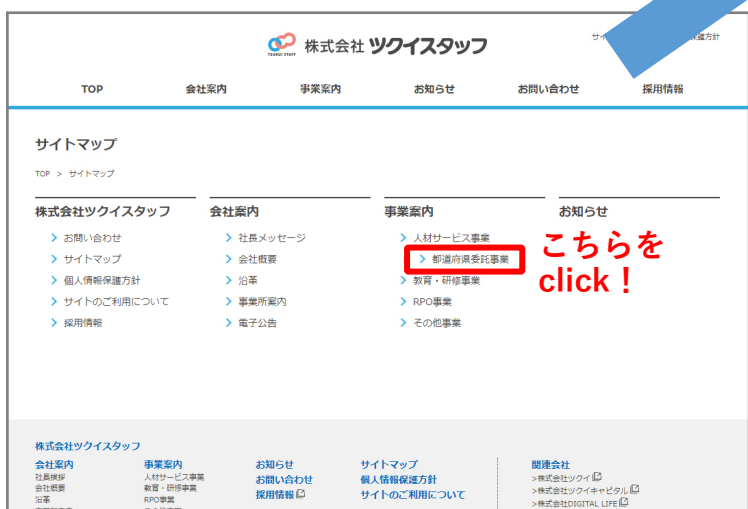 TSUKUI STAFF
株式会社 ツクイスタッフ
サイ
保護方針
TOP 会社案内 事業案内 お知らせ お問い合わせ 採用情報
サイトマップ
TOP > サイトマップ
株式会社ツクイスタッフ
> お問い合わせ
> サイトマップ
> 個人情報保護方針
> サイトのご利用について
> 採用情報
会社案内
> 社長メッセージ
> 会社概要
> 沿革
> 事業所案内
> 電子公告
事業案内
> 人材サービス事業
> 都道府県委託事業
> 教育・研修事業
> RPO事業
> その他事業
お知らせ
こちらを
click！
株式会社ツクイスタッフ
会社案内
社長挨拶
会社概要
沿革
事業案内
人材サービス事業
教育・研修事業
RPO事業
お知らせ
お問い合わせ
採用情報
サイトマップ
個人情報保護方針
サイトのご利用について
関連会社
>株式会社ツクイ
>株式会社ツクイキャピタル
>株式会社DIGITAL LIFE